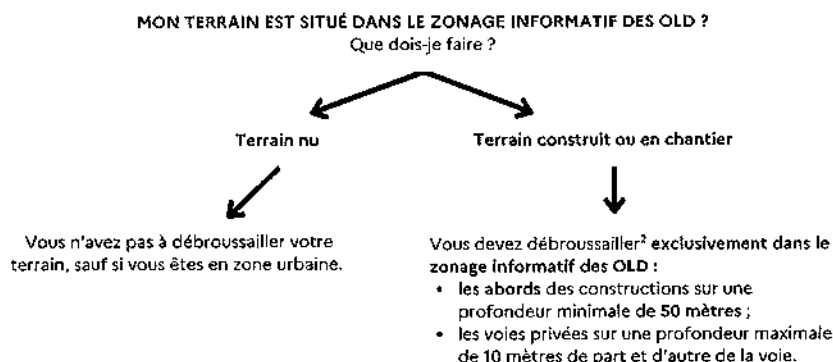 MON TERRAIN EST SITUÉ DANS LE ZONAGE INFORMATIF DES OLD ?
Que dois-je faire ?
Terrain nu
Terrain construit ou en chantier
Vous n'avez pas à débroussailler votre
terrain, sauf si vous êtes en zone urbaine.
Vous devez débroussailler² exclusivement dans le
zonage informatif des OLD :
• les abords des constructions sur une
profondeur minimale de 50 mètres ;
• les voies privées sur une profondeur maximale
de 10 mètres de part et d'autre de la voie.